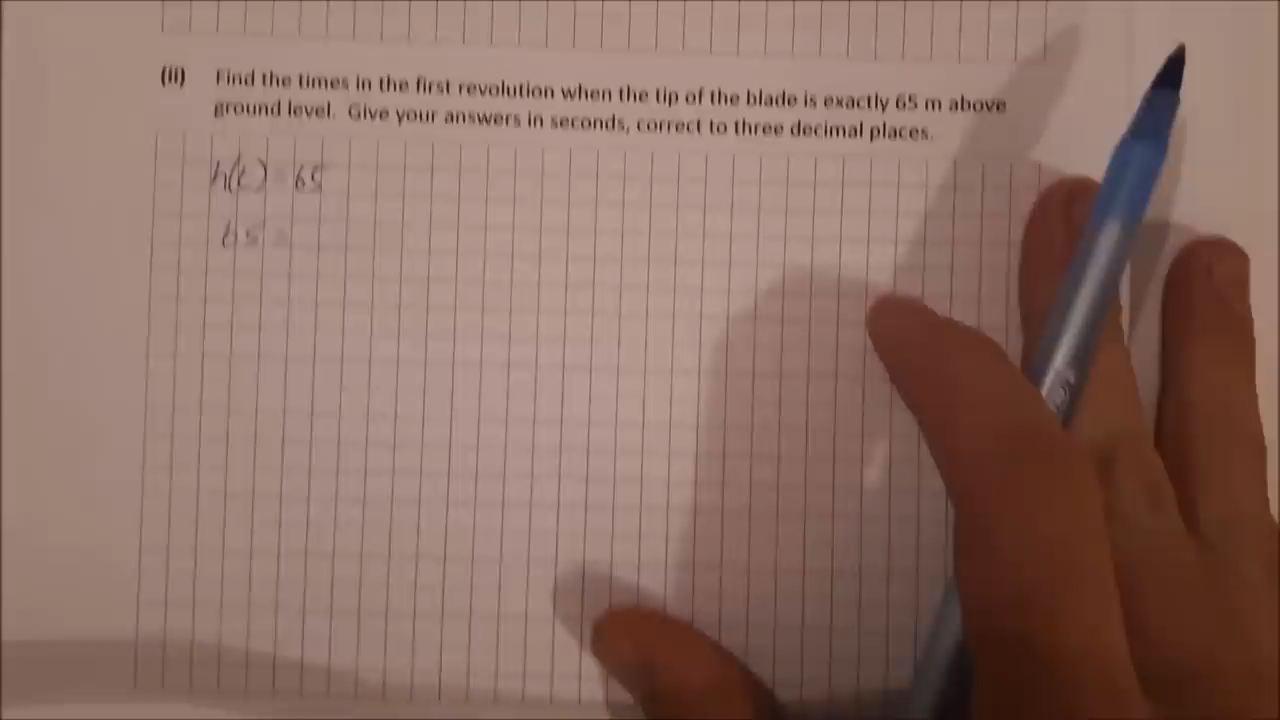 (ii) Find the times in the first revolution when the tip of the blade is exactly 65 m above
ground level. Give your answers in seconds, correct to three decimal places.
h(t) = 65
65 =